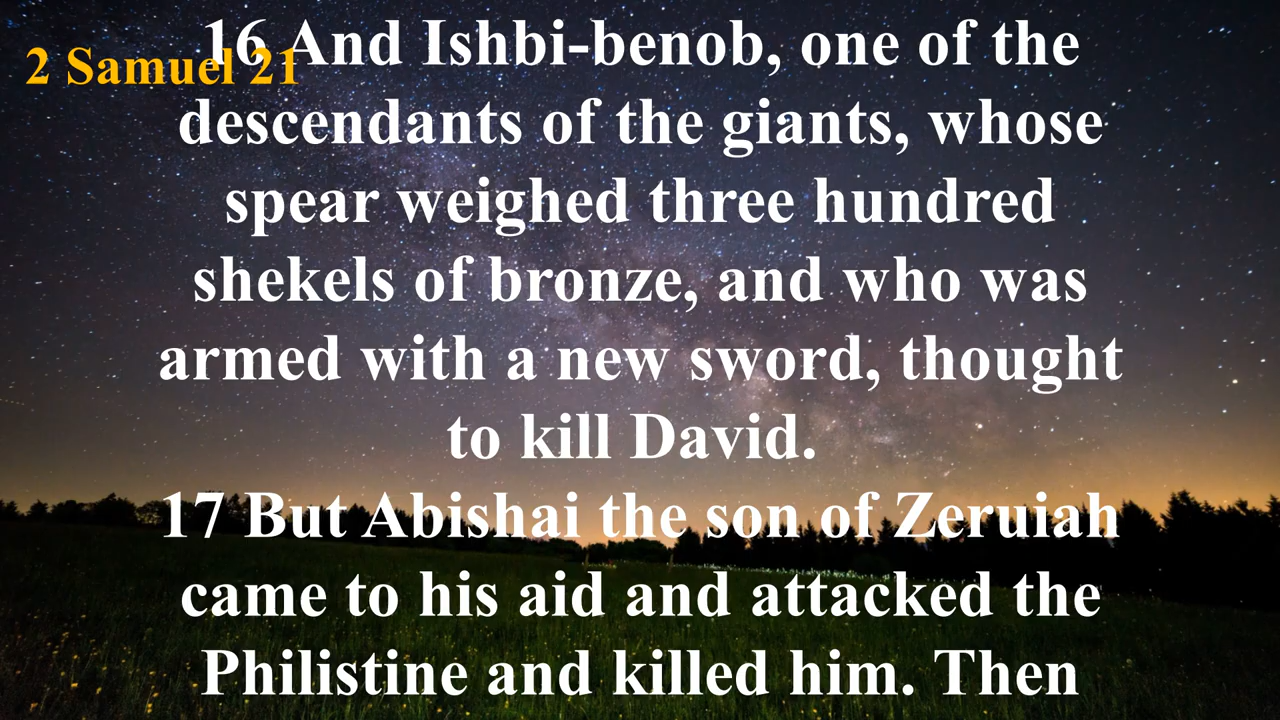 2 Samuel 21
16 And Ishbi-benob, one of the
descendants of the giants, whose
spear weighed three hundred
shekels of bronze, and who was
armed with a new sword, thought
to kill David.
17 But Abishai the son of Zeruiah
came to his aid and attacked the
Philistine and killed him. Then